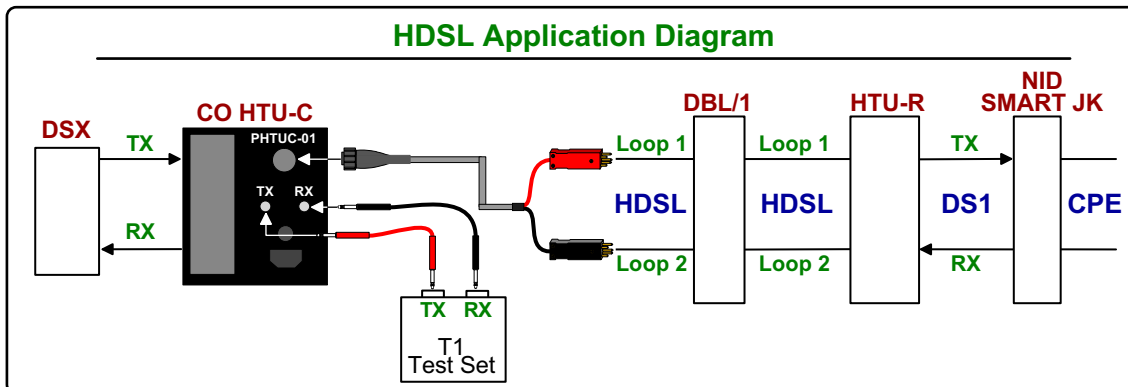 HDSL Application Diagram
DSX
TX
RX
CO HTU-C
PHTUC-01
TX RX
TX RX
T1
Test Set
Loop 1
HDSL
Loop 2
DBL/1
Loop 1
HDSL
Loop 2
HTU-R
TX
DS1
RX
NID
SMART JK
CPE